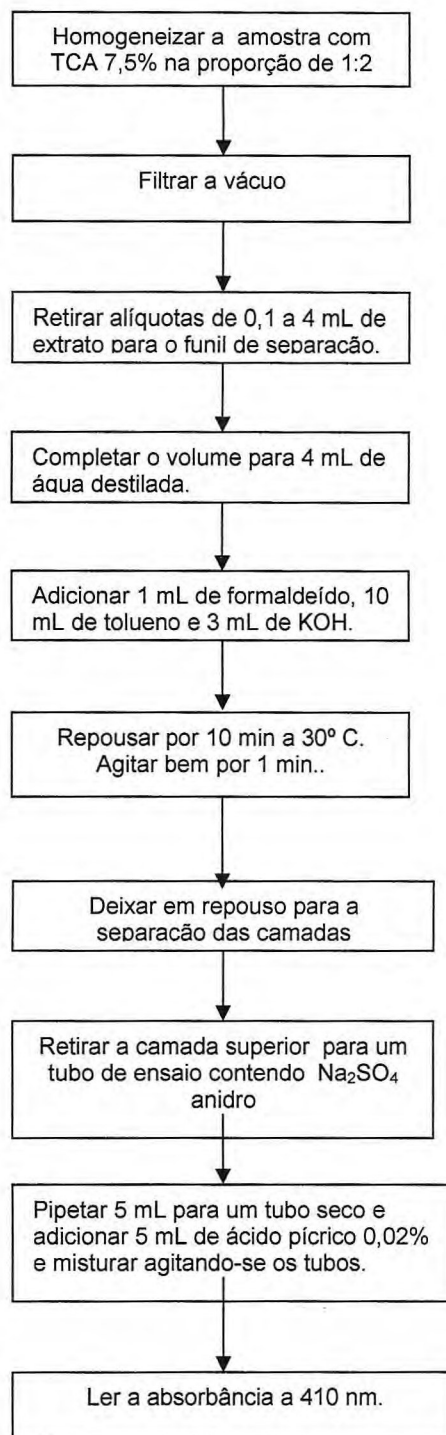 Homogeneizar a amostra com
TCA 7,5% na proporção de 1:2
Filtrar a vácuo
Retirar alíquotas de 0,1 a 4 mL de
extrato para o funil de separação.
Completar o volume para 4 mL de
água destilada.
Adicionar 1 mL de formaldeído, 10
mL de tolueno e 3 mL de KOH.
Repousar por 10 min a 30º C.
Agitar bem por 1 min..
Deixar em repouso para a
separação das camadas
Retirar a camada superior para um
tubo de ensaio contendo Na₂SO₄
anidro
Pipetar 5 mL para um tubo seco e
adicionar 5 mL de ácido pícrico 0,02%
e misturar agitando-se os tubos.
Ler a absorbância a 410 nm.